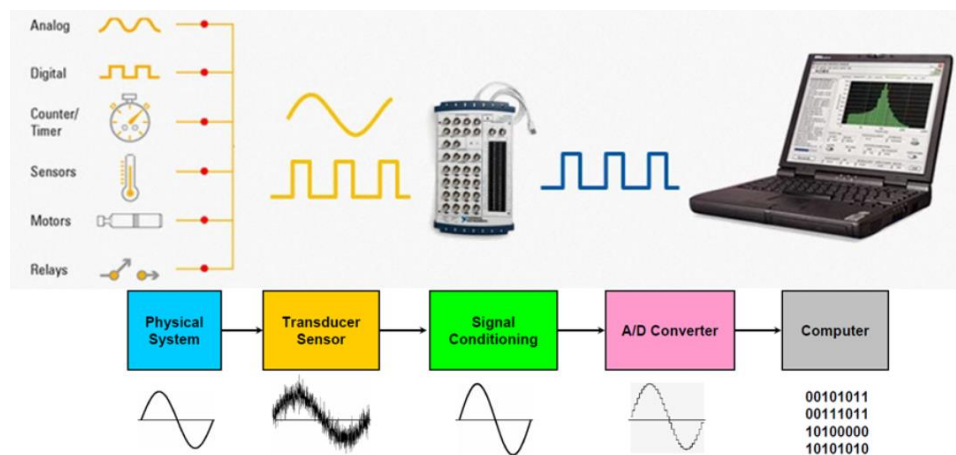 Analog
Digital
Counter/
Timer
Sensors
Motors
Relays
Physical
System
Transducer
Sensor
Signal
Conditioning
A/D Converter
Computer
00101011
00111011
10100000
10101010